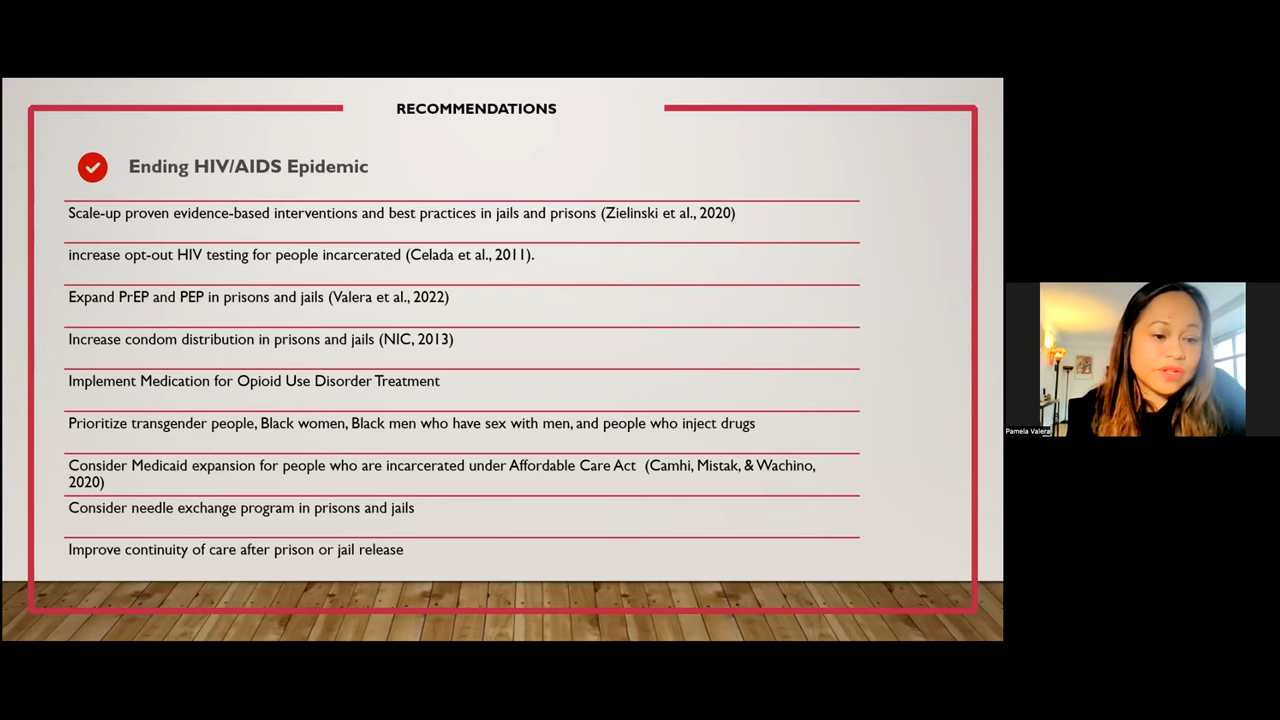 RECOMMENDATIONS
Ending HIV/AIDS Epidemic
Scale-up proven evidence-based interventions and best practices in jails and prisons (Zielinski et al., 2020)
increase opt-out HIV testing for people incarcerated (Celada et al., 2011).
Expand PrEP and PEP in prisons and jails (Valera et al., 2022)
Increase condom distribution in prisons and jails (NIC, 2013)
Implement Medication for Opioid Use Disorder Treatment
Prioritize transgender people, Black women, Black men who have sex with men, and people who inject drugs
Consider Medicaid expansion for people who are incarcerated under Affordable Care Act (Camhi, Mistak, & Wachino,
2020)
Consider needle exchange program in prisons and jails
Improve continuity of care after prison or jail release
Pamela Valera